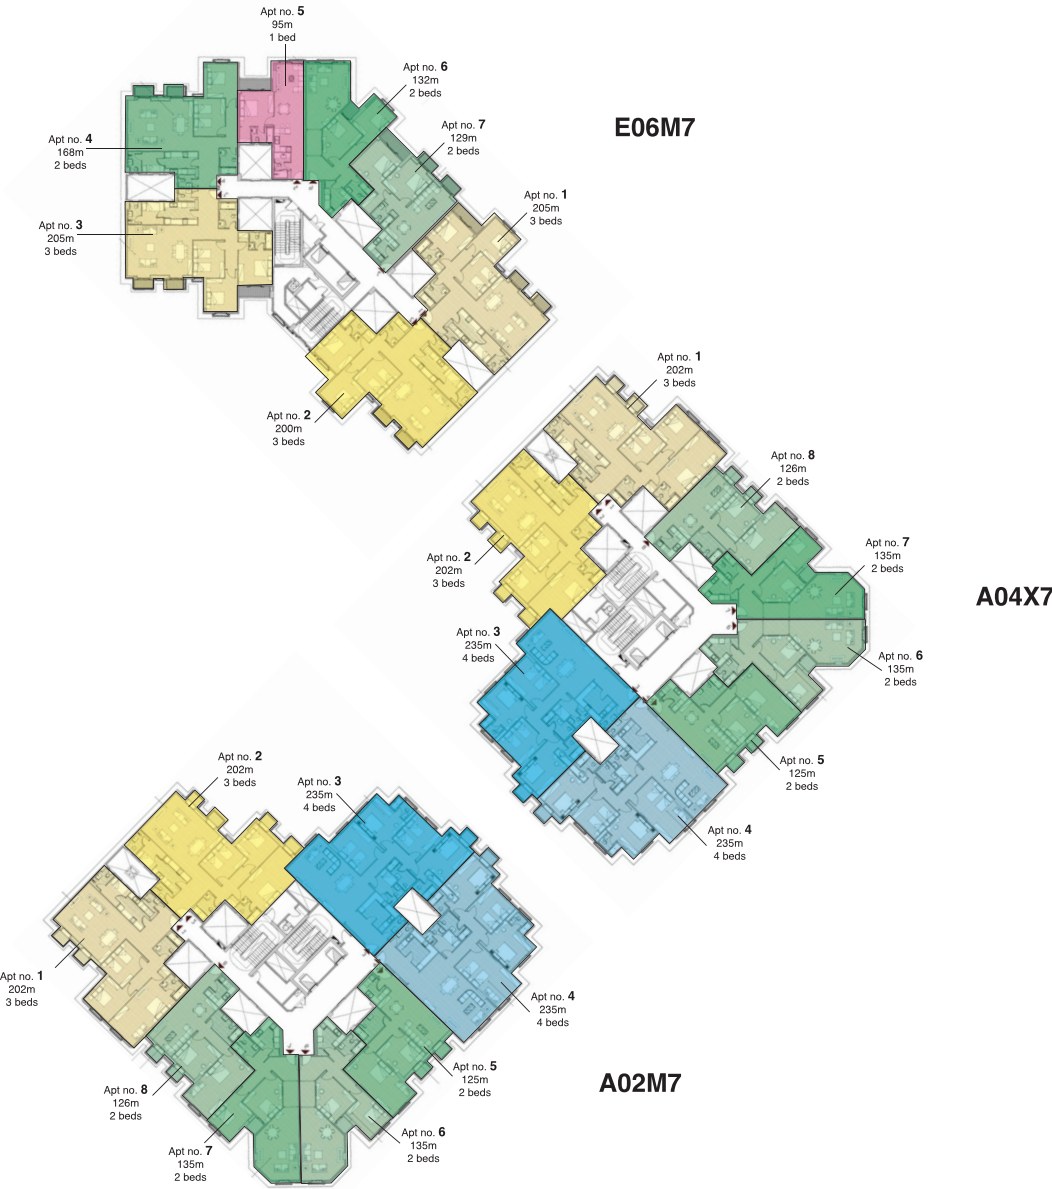 Apt no. 5
95m
1 bed
Apt no. 6
132m
2 beds
E06M7
Apt no. 7
129m
2 beds
Apt no. 4
168m
2 beds
Apt no. 1
205m
3 beds
Apt no. 3
205m
3 beds
Apt no. 2
200m
3 beds
Apt no. 1
202m
3 beds
Apt no. 8
126m
2 beds
Apt no. 7
135m
2 beds
Apt no. 2
202m
3 beds
A04X7
Apt no. 3
235m
4 beds
Apt no. 6
135m
2 beds
Apt no. 5
125m
2 beds
Apt no. 4
235m
4 beds
Apt no. 2
202m
3 beds
Apt no. 3
235m
4 beds
Apt no. 1
202m
3 beds
Apt no. 4
235m
4 beds
Apt no. 5
125m
2 beds
A02M7
Apt no. 8
126m
2 beds
Apt no. 6
135m
2 beds
Apt no. 7
135m
2 beds